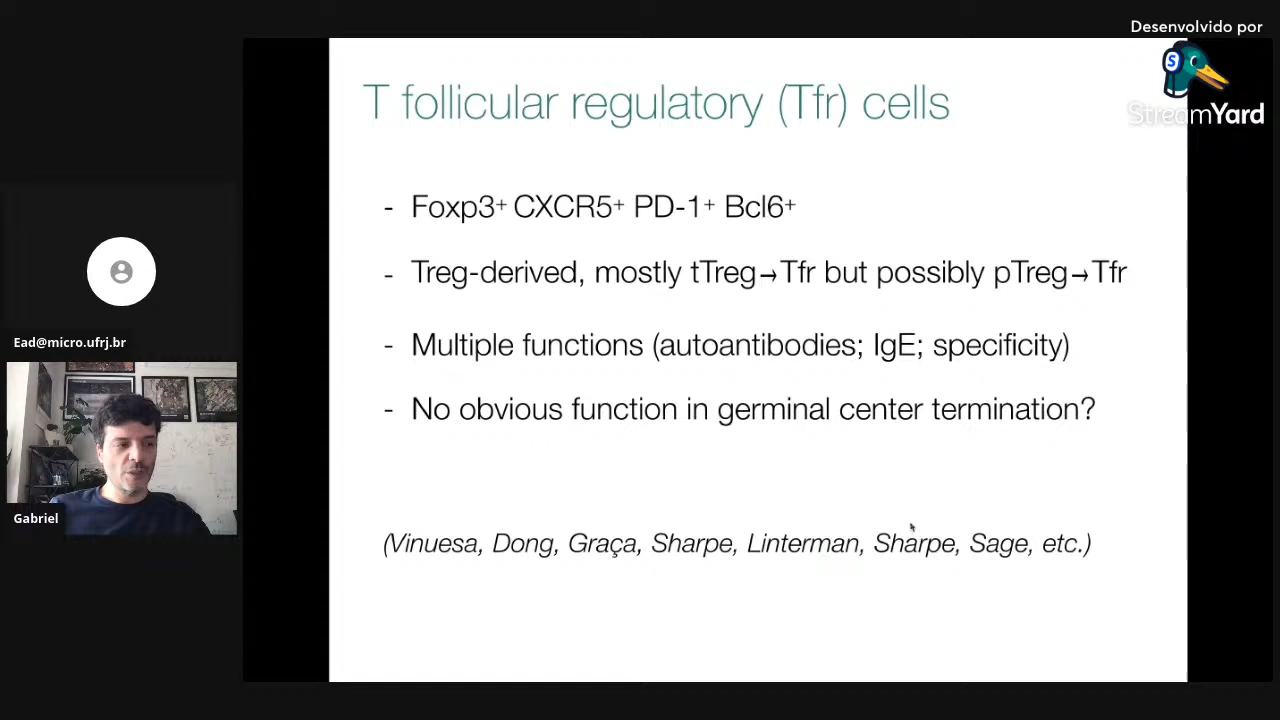 Desenvolvido por
StreamYard
T follicular regulatory (Tfr) cells
- Foxp3⁺ CXCR5⁺ PD-1⁺ Bcl6⁺
- Treg-derived, mostly tTreg→Tfr but possibly pTreg→Tfr
- Multiple functions (autoantibodies; IgE; specificity)
- No obvious function in germinal center termination?
(Vinuesa, Dong, Graça, Sharpe, Linterman, Sharpe, Sage, etc.)
Ead@micro.ufrj.br
Gabriel